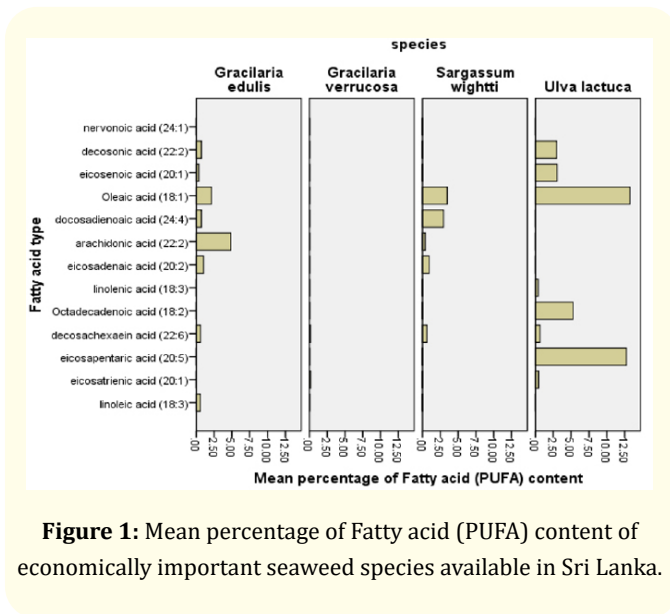 species
Gracilaria edulis
Gracilaria verrucosa
Sargassum wightti
Ulva lactuca
Fatty acid type
nervonoic acid (24:1)
decosonic acid (22:2)
eicosenoic acid (20:1)
Oleaic acid (18:1)
docosadienoaic acid (24:4)
arachidonic acid (22:2)
eicosadenaic acid (20:2)
linolenic acid (18:3)
Octadecadenoic acid (18:2)
decosachexaein acid (22:6)
eicosapentaric acid (20:5)
eicosatrienic acid (20:1)
linoleic acid (18:3)
.00 2.50 5.00 7.50 10.00 12.50
.00 2.50 5.00 7.50 10.00 12.50
.00 2.50 5.00 7.50 10.00 12.50
.00 2.50 5.00 7.50 10.00 12.50
Mean percentage of Fatty acid (PUFA) content
Figure 1: Mean percentage of Fatty acid (PUFA) content of
economically important seaweed species available in Sri Lanka.